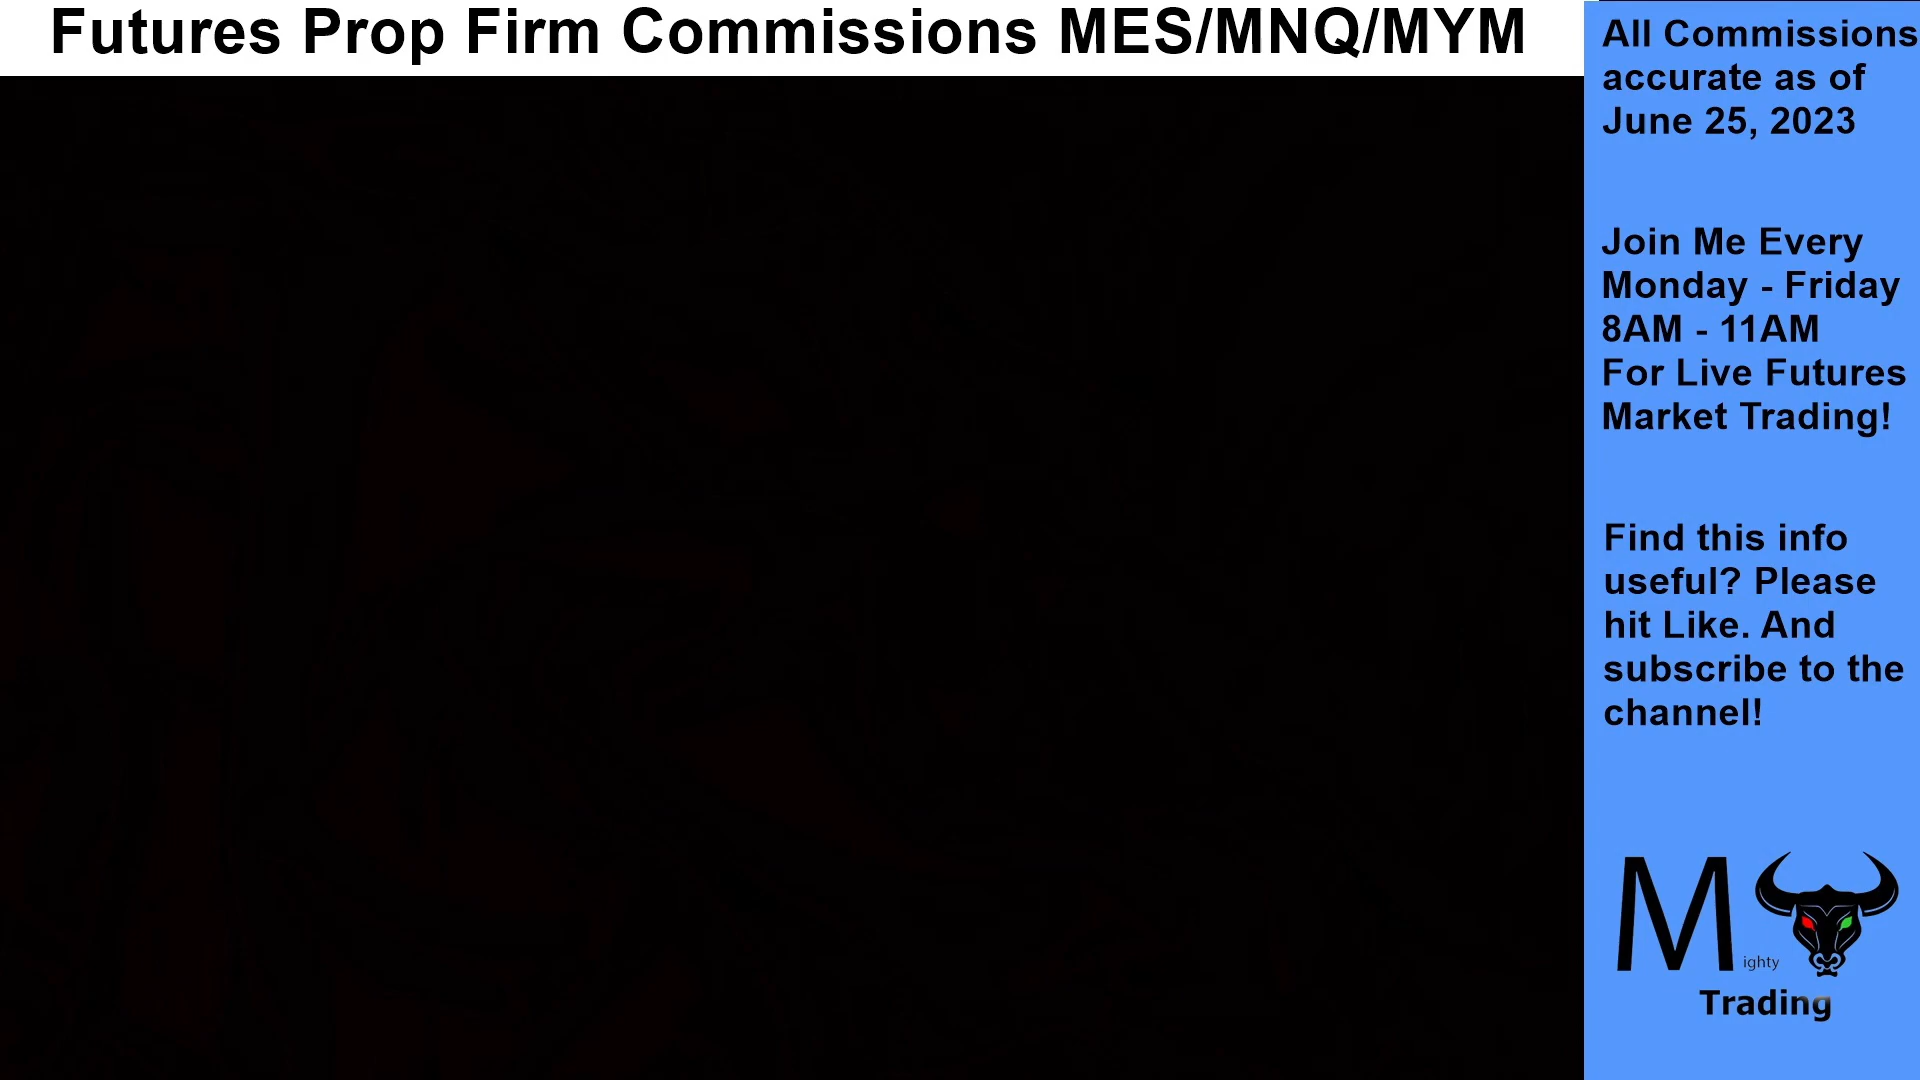 Futures Prop Firm Commissions MES/MNQ/MYM
All Commissions
accurate as of
June 25, 2023
Join Me Every
Monday - Friday
8AM - 11AM
For Live Futures
Market Trading!
Find this info
useful? Please
hit Like. And
subscribe to the
channel!
Mighty
Trading